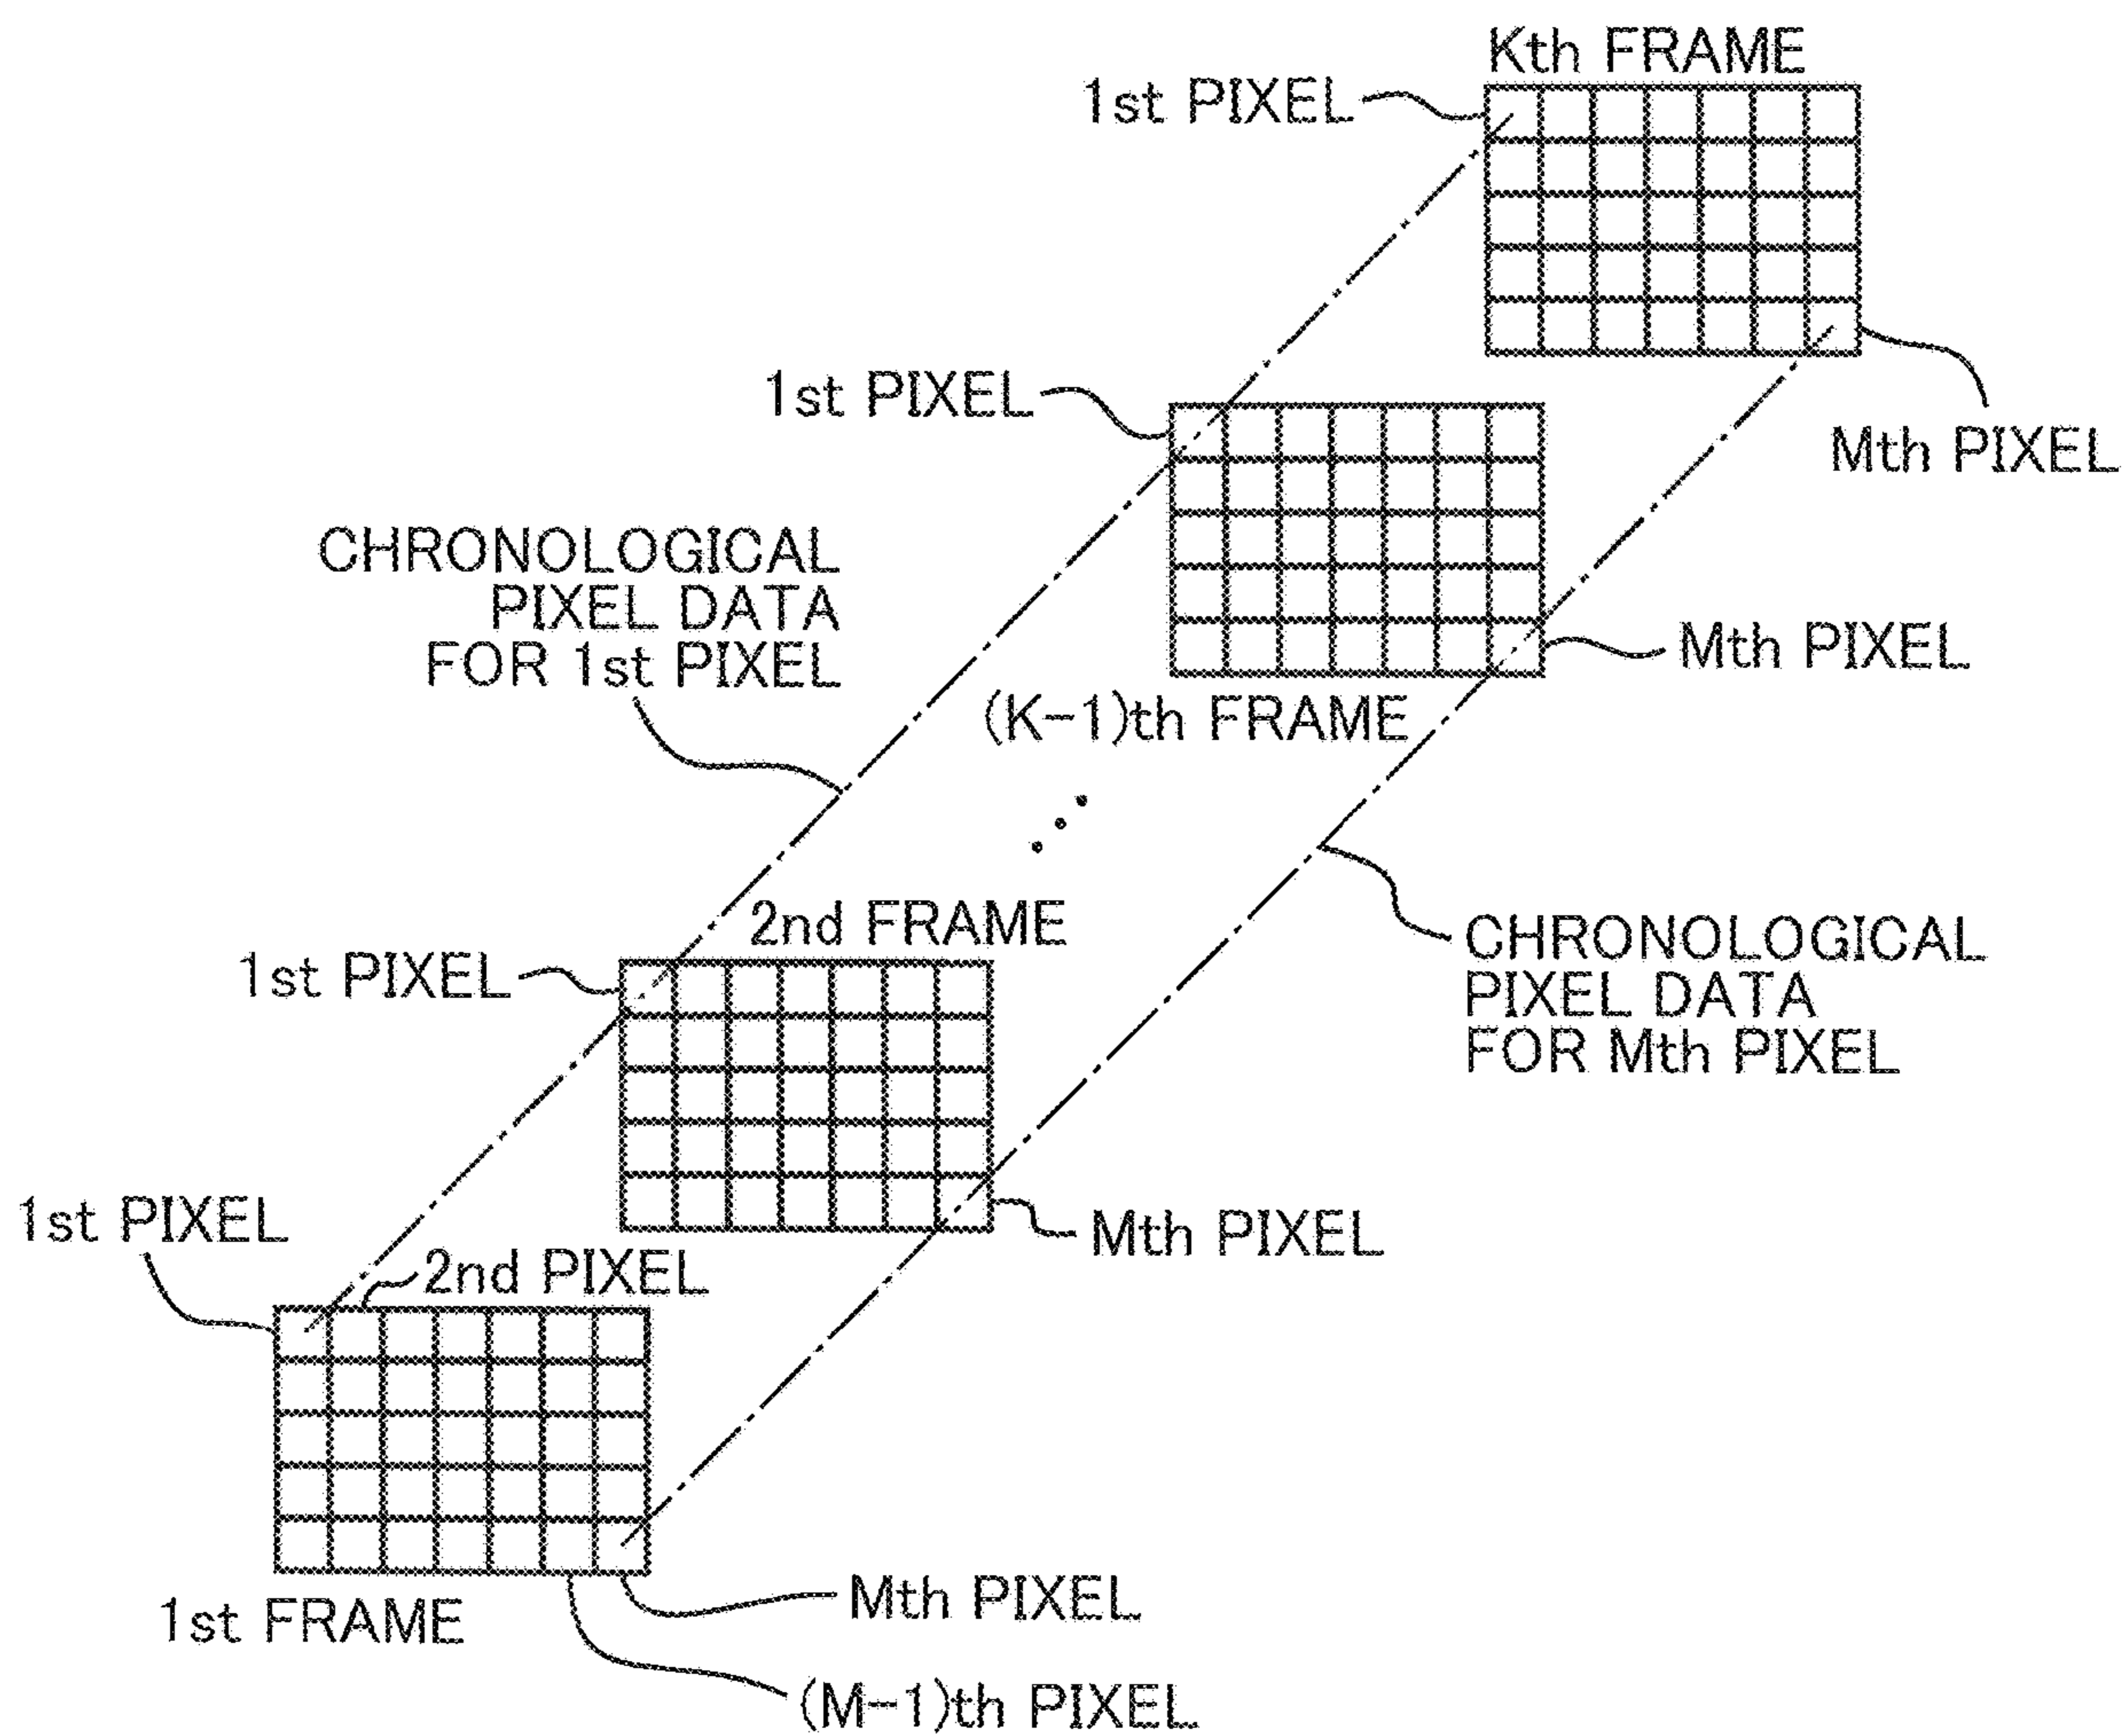 Kth FRAME
1st PIXEL
1st PIXEL
Mth PIXEL
CHRONOLOGICAL
PIXEL DATA
FOR 1st PIXEL
Mth PIXEL
(K-1)th FRAME
2nd FRAME
1st PIXEL
CHRONOLOGICAL
PIXEL DATA
FOR Mth PIXEL
1st PIXEL
Mth PIXEL
2nd PIXEL
Mth PIXEL
1st FRAME
(M-1)th PIXEL